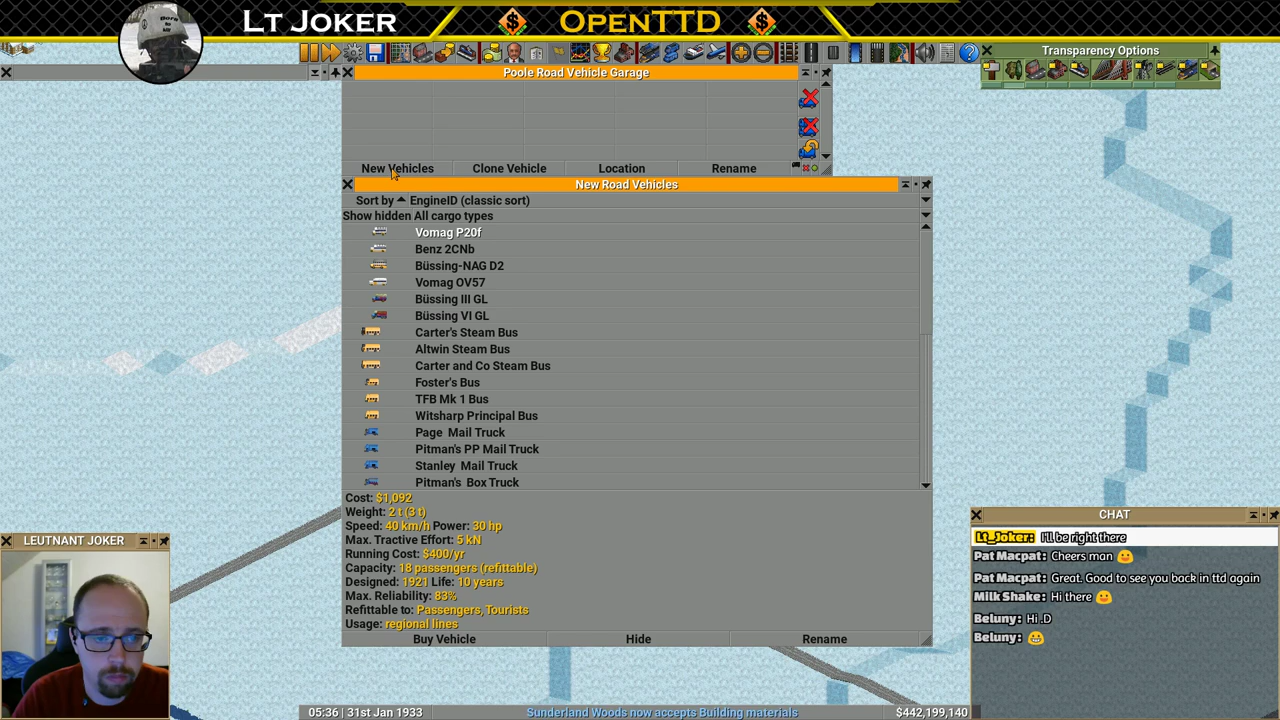 LT JOKER
$ OPENTTD $
Transparency Options
Poole Road Vehicle Garage
New Vehicles
Clone Vehicle
Location
Rename
New Road Vehicles
Sort by EngineID (classic sort)
Show hidden All cargo types
Vomag P20f
Benz 2CNb
Büssing-NAG D2
Vomag OV57
Büssing III GL
Büssing VI GL
Carter's Steam Bus
Altwin Steam Bus
Carter and Co Steam Bus
Foster's Bus
TFB Mk 1 Bus
Witsharp Principal Bus
Page Mail Truck
Pitman's PP Mail Truck
Stanley Mail Truck
Pitman's Box Truck
Cost: $1,092
Weight: 2 t (3 t)
Speed: 40 km/h Power: 30 hp
Max. Tractive Effort: 5 kN
Running Cost: $400/yr
Capacity: 18 passengers (refittable)
Designed: 1921 Life: 10 years
Max. Reliability: 83%
Refittable to: Passengers, Tourists
Usage: regional lines
Buy Vehicle
Hide
Rename
LEUTNANT JOKER
CHAT
Lt_Joker: I'll be right there
Pat Macpat: Cheers man
Pat Macpat: Great. Good to see you back in ttd again
Milk Shake: Hi there
Beluny: Hi .D
Beluny:
05:36 | 31st Jan 1933
Sunderland Woods now accepts Building materials
$442,199,140